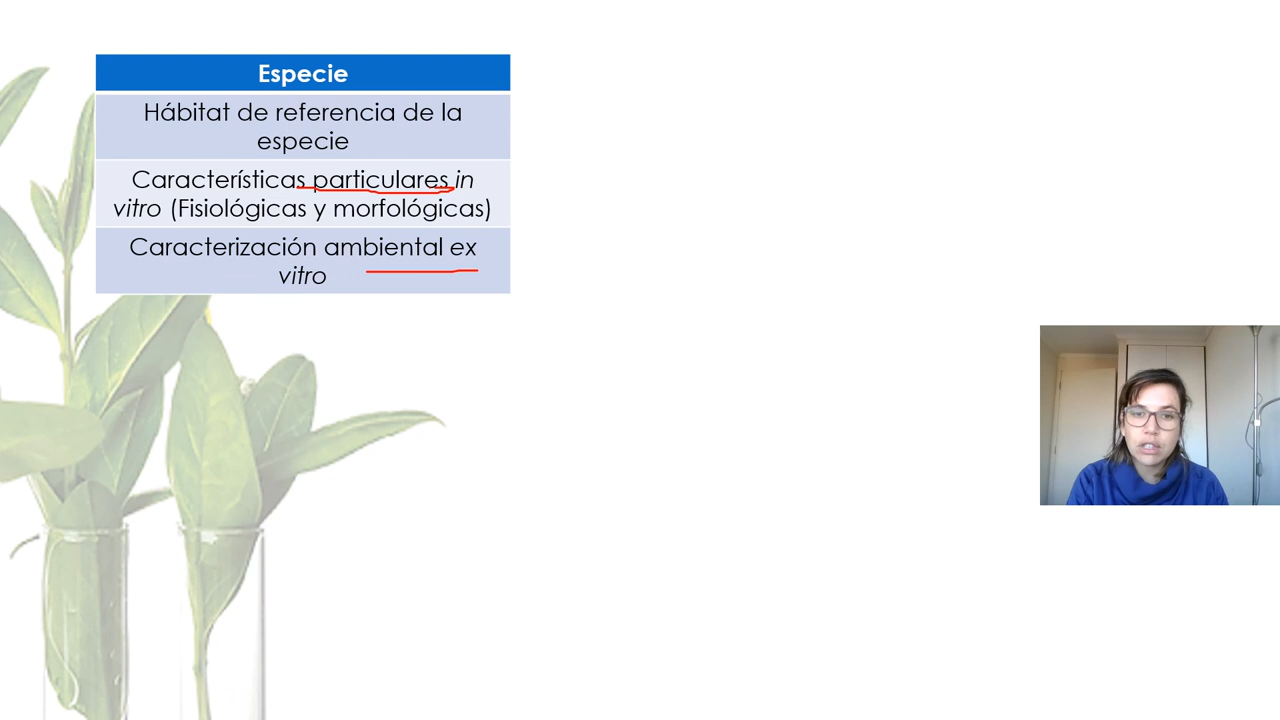 Especie
Hábitat de referencia de la
especie
Características particulares in
vitro (Fisiológicas y morfológicas)
Caracterización ambiental ex
vitro